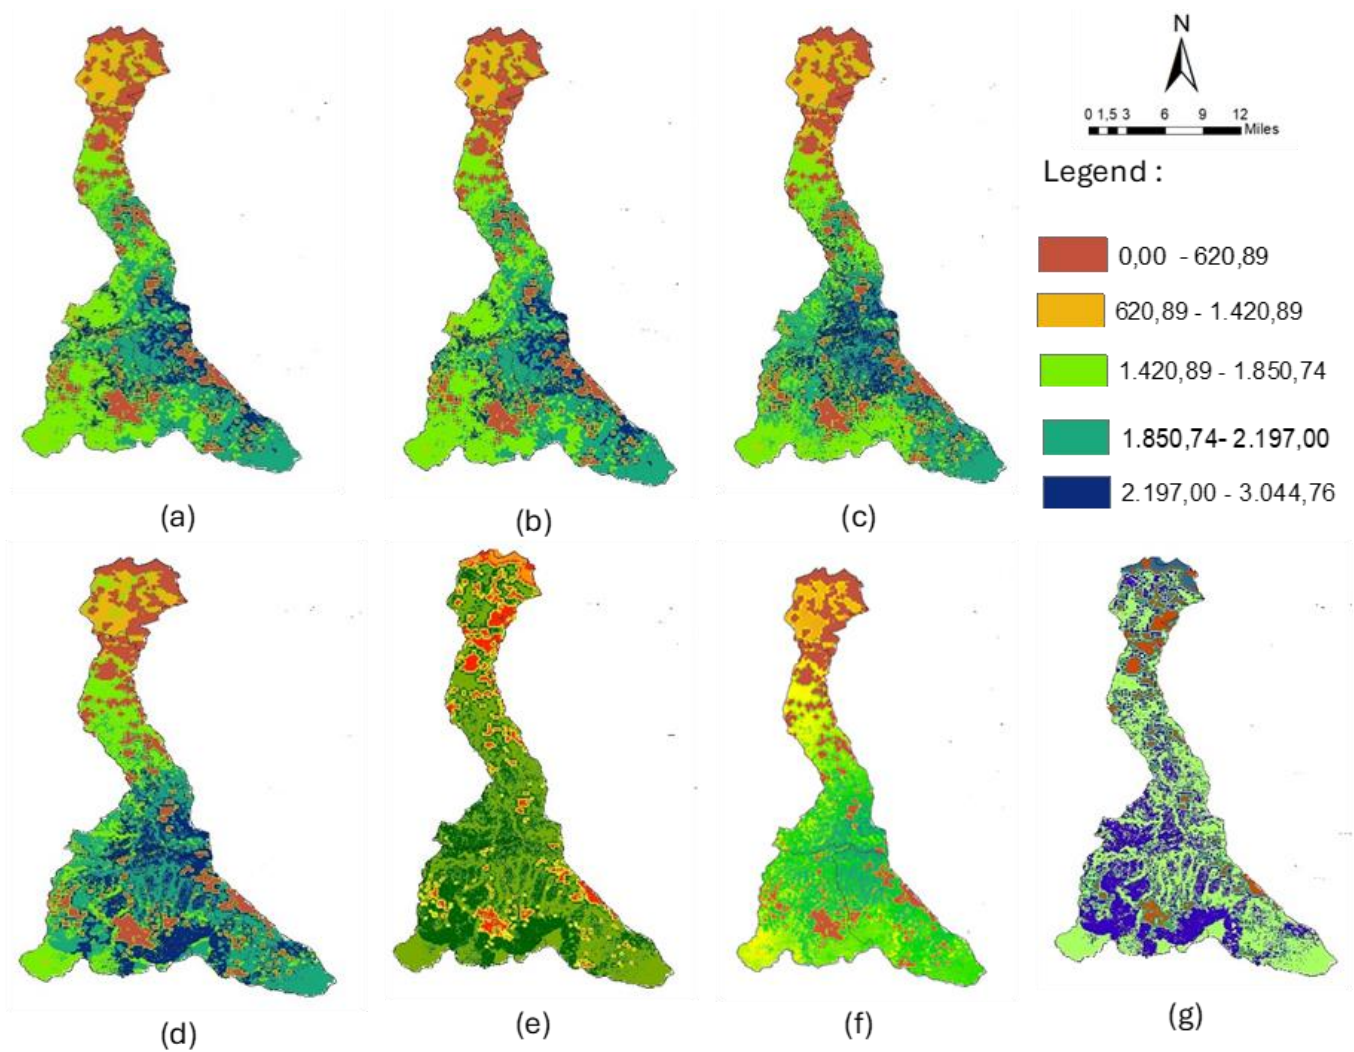 N
0 1,5 3 6 9 12
Miles
Legend :
0,00 - 620,89
620,89 - 1.420,89
1.420,89 - 1.850,74
1.850,74- 2.197,00
2.197,00 - 3.044,76
(a)
(b)
(c)
(d)
(e)
(f)
(g)